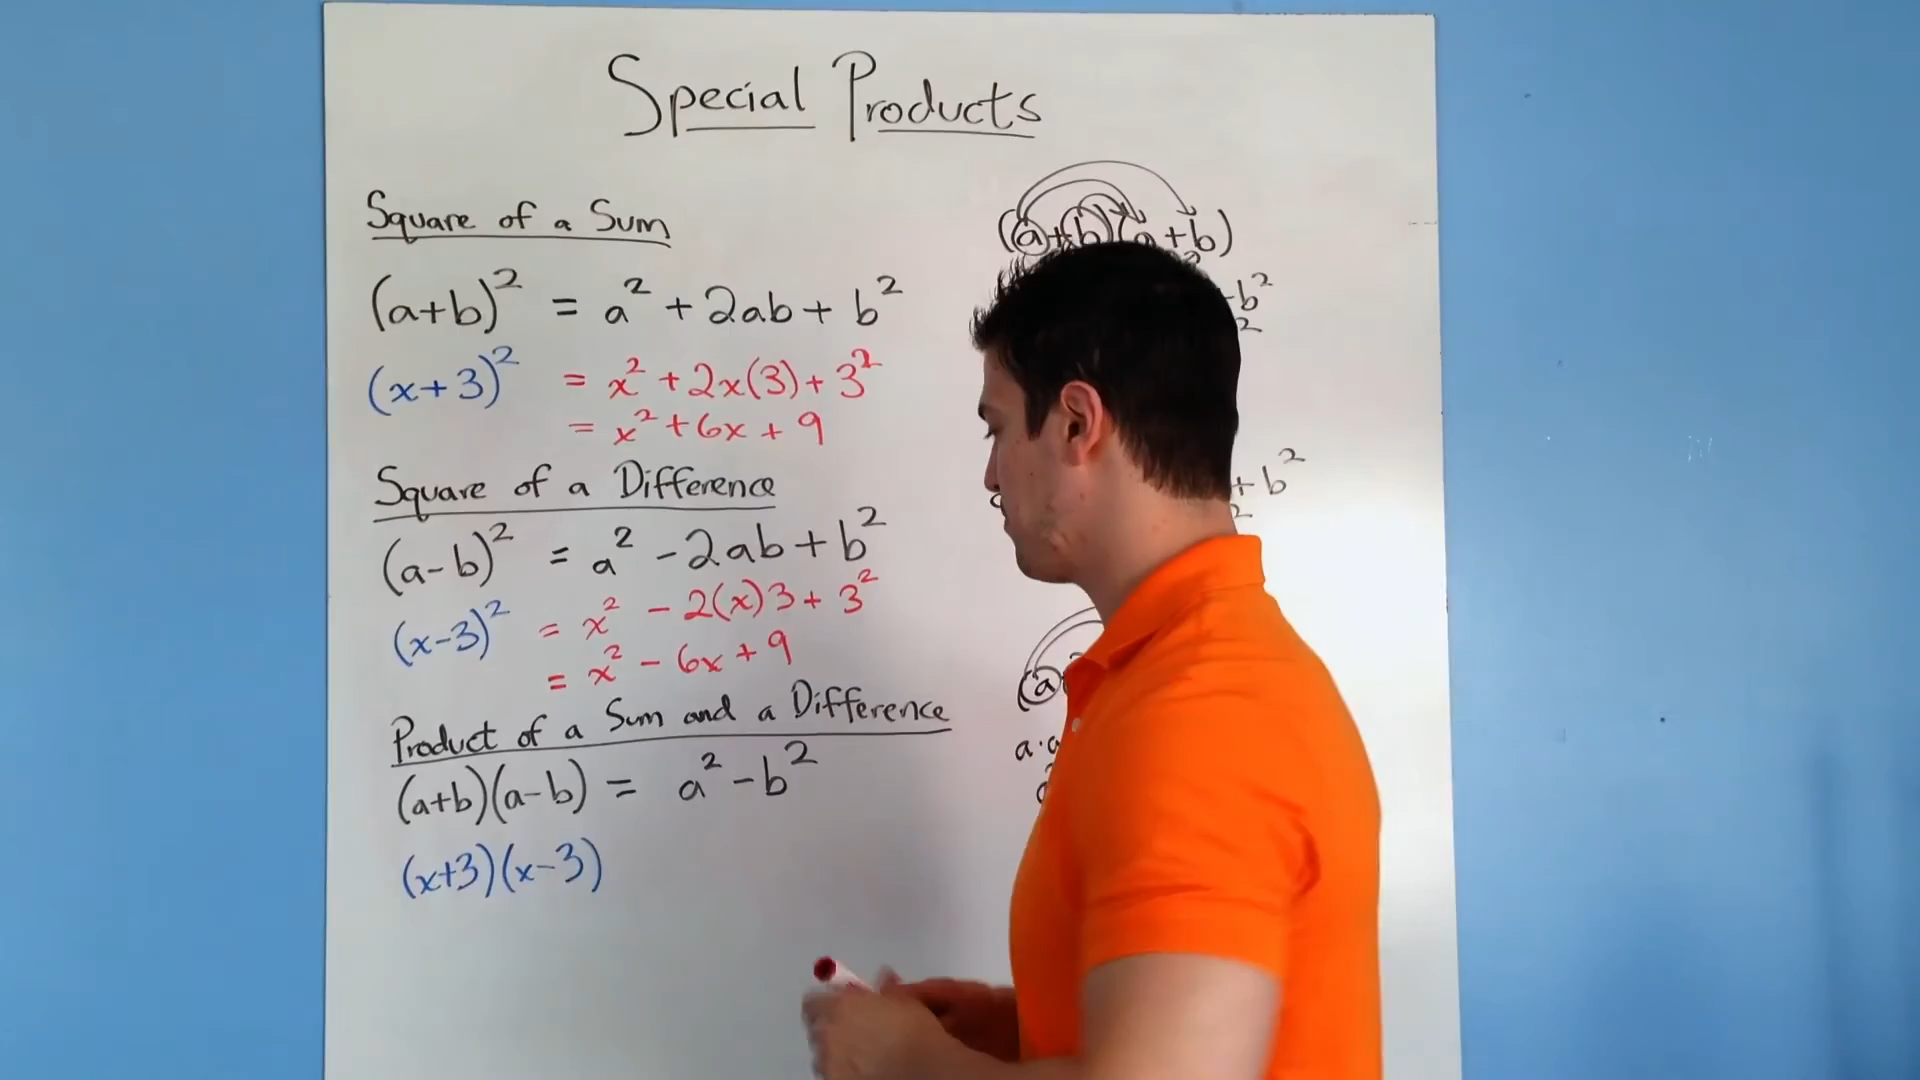 Special Products
Square of a Sum
(a+b)² = a² + 2ab + b²
(x+3)² = x² + 2x(3) + 3²
= x² + 6x + 9
Square of a Difference
(a-b)² = a² - 2ab + b²
(x-3)² = x² - 2(x)3 + 3²
= x² - 6x + 9
Product of a Sum and a Difference
(a+b)(a-b) = a² - b²
(x+3)(x-3)
(a+b)(a+b)
b²
+ b²
(a
a·a